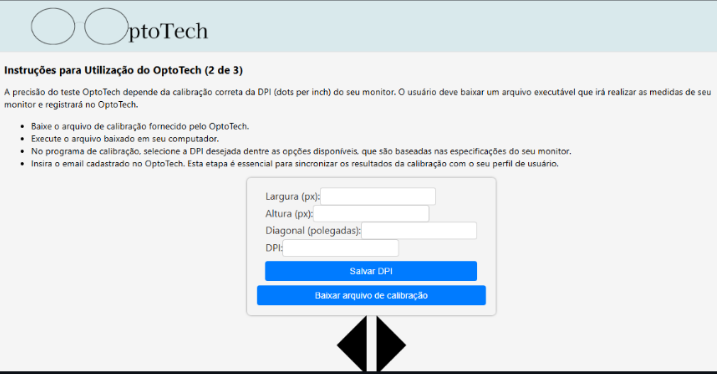 OptoTech
Instruções para Utilização do OptoTech (2 de 3)
A precisão do teste OptoTech depende da calibração correta da DPI (dots per inch) do seu monitor. O usuário deve baixar um arquivo executável que irá realizar as medidas de seu
monitor e registrará no OptoTech.
Baixe o arquivo de calibração fornecido pelo OptoTech.
Execute o arquivo baixado em seu computador.
No programa de calibração, selecione a DPI desejada dentre as opções disponíveis, que são baseadas nas especificações do seu monitor.
Insira o email cadastrado no OptoTech. Esta etapa é essencial para sincronizar os resultados da calibração com o seu perfil de usuário.
Largura (px):
Altura (px):
Diagonal (polegadas):
DPI:
Salvar DPI
Baixar arquivo de calibração